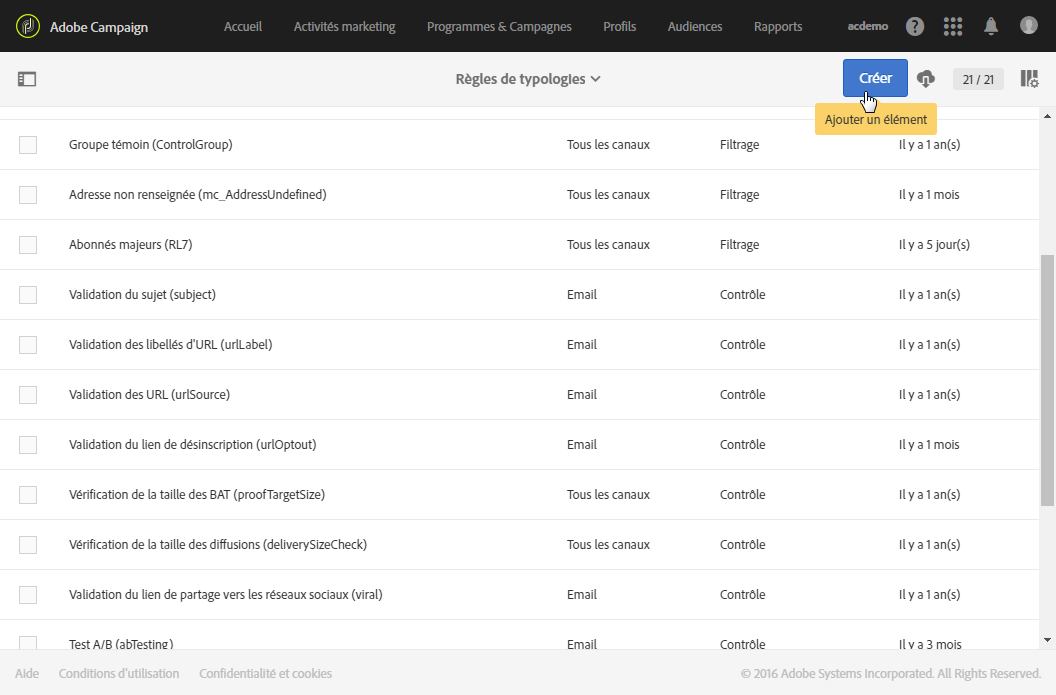 Adobe Campaign Accueil Activités marketing Programmes & Campagnes Profils Audiences Rapports acdemo ?
Règles de typologies Créer 21 / 21
Ajouter un élément
Groupe témoin (ControlGroup) Tous les canaux Filtrage Il y a 1 an(s)
Adresse non renseignée (mc_AddressUndefined) Tous les canaux Filtrage Il y a 1 mois
Abonnés majeurs (RL7) Tous les canaux Filtrage Il y a 5 jour(s)
Validation du sujet (subject) Email Contrôle Il y a 1 an(s)
Validation des libellés d'URL (urlLabel) Email Contrôle Il y a 1 an(s)
Validation des URL (urlSource) Email Contrôle Il y a 1 an(s)
Validation du lien de désinscription (urlOptout) Email Contrôle Il y a 1 mois
Vérification de la taille des BAT (proofTargetSize) Tous les canaux Contrôle Il y a 1 an(s)
Vérification de la taille des diffusions (deliverySizeCheck) Tous les canaux Contrôle Il y a 1 an(s)
Validation du lien de partage vers les réseaux sociaux (viral) Email Contrôle Il y a 1 an(s)
Test A/B (abTesting) Email Contrôle Il y a 3 mois
Aide Conditions d'utilisation Confidentialité et cookies © 2016 Adobe Systems Incorporated. All Rights Reserved.